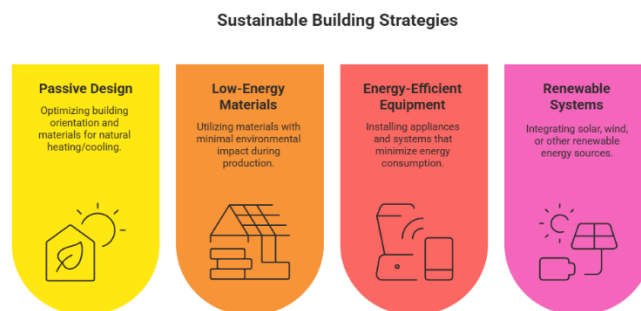 Sustainable Building Strategies
Passive Design
Optimizing building
orientation and
materials for natural
heating/cooling.
Low-Energy
Materials
Utilizing materials with
minimal environmental
impact during
production.
Energy-Efficient
Equipment
Installing appliances
and systems that
minimize energy
consumption.
Renewable
Systems
Integrating solar, wind,
or other renewable
energy sources.